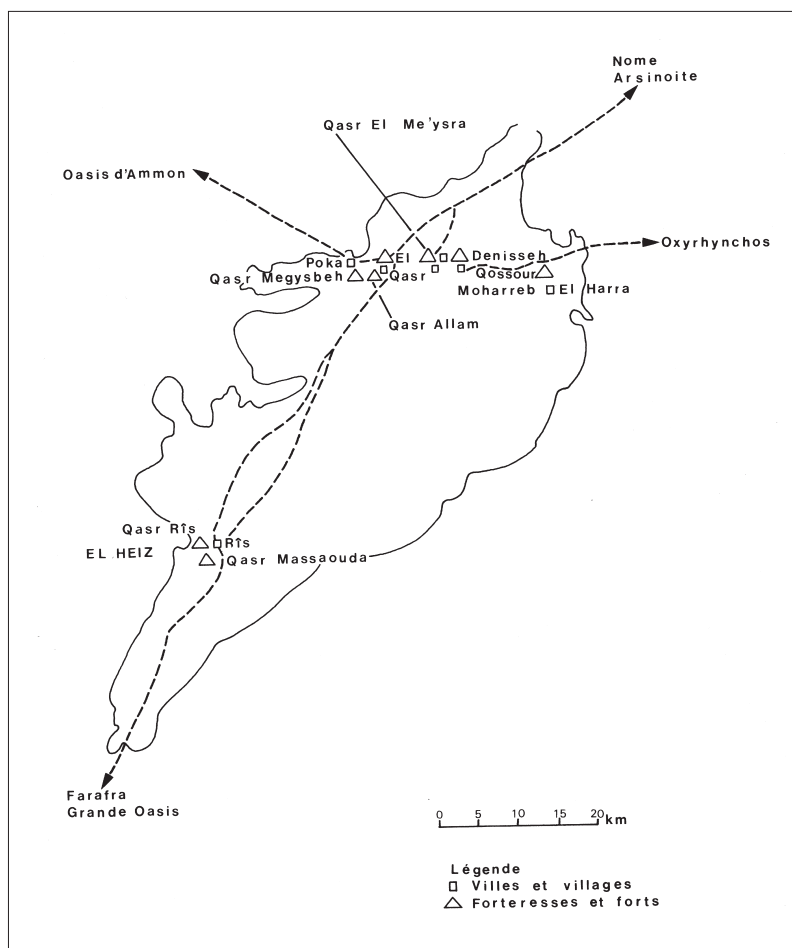 Nome
Arsinoite
Qasr El Me'ysra
Oasis d'Ammon
Oxyrhynchos
Poka
El
Denisseh
Qasr Megysbeh
Qasr
Qossour
Moharreb
El Harra
Qasr Allam
Qasr Rîs
Rîs
EL HEIZ
Qasr Massaouda
Farafra
Grande Oasis
0 5 10 15 20 km
Légende
Villes et villages
Forteresses et forts